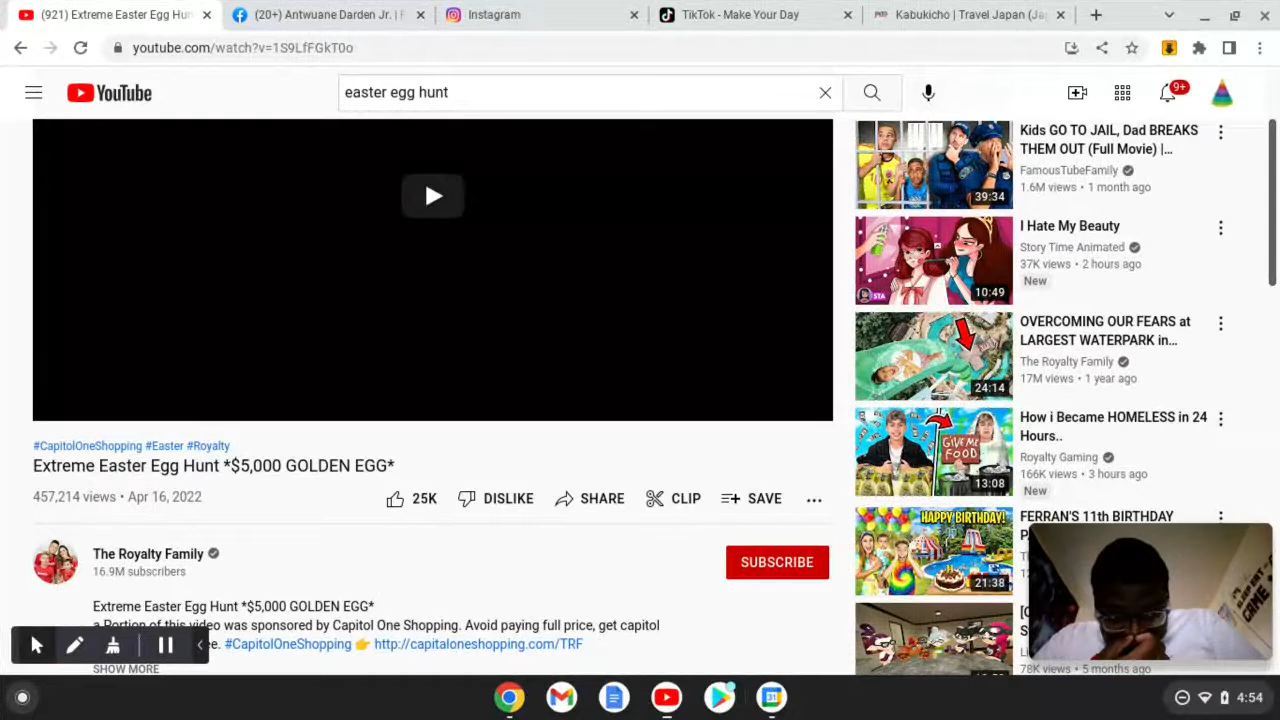 (921) Extreme Easter Egg Hun
(20+) Antwuane Darden Jr. | F
Instagram
TikTok - Make Your Day
Kabukicho | Travel Japan (Ja
youtube.com/watch?v=1S9LfFGkT0o
YouTube
easter egg hunt
9+
Kids GO TO JAIL, Dad BREAKS
THEM OUT (Full Movie) |...
FamousTubeFamily
1.6M views • 1 month ago
39:34
I Hate My Beauty
Story Time Animated
37K views • 2 hours ago
New
STA
10:49
OVERCOMING OUR FEARS at
LARGEST WATERPARK in...
The Royalty Family
17M views • 1 year ago
24:14
How i Became HOMELESS in 24
Hours..
Royalty Gaming
166K views • 3 hours ago
New
GIVE ME
FOOD
13:08
FERRAN'S 11th BIRTHDAY
HAPPY BIRTHDAY!
21:38
78K views • 5 months ago
#CapitolOneShopping #Easter #Royalty
Extreme Easter Egg Hunt *$5,000 GOLDEN EGG*
457,214 views • Apr 16, 2022
25K
DISLIKE
SHARE
CLIP
SAVE
The Royalty Family
16.9M subscribers
SUBSCRIBE
Extreme Easter Egg Hunt *$5,000 GOLDEN EGG*
a Portion of this video was sponsored by Capitol One Shopping. Avoid paying full price, get capitol
e. #CapitolOneShopping 👉 http://capitaloneshopping.com/TRF
SHOW MORE
31
4:54